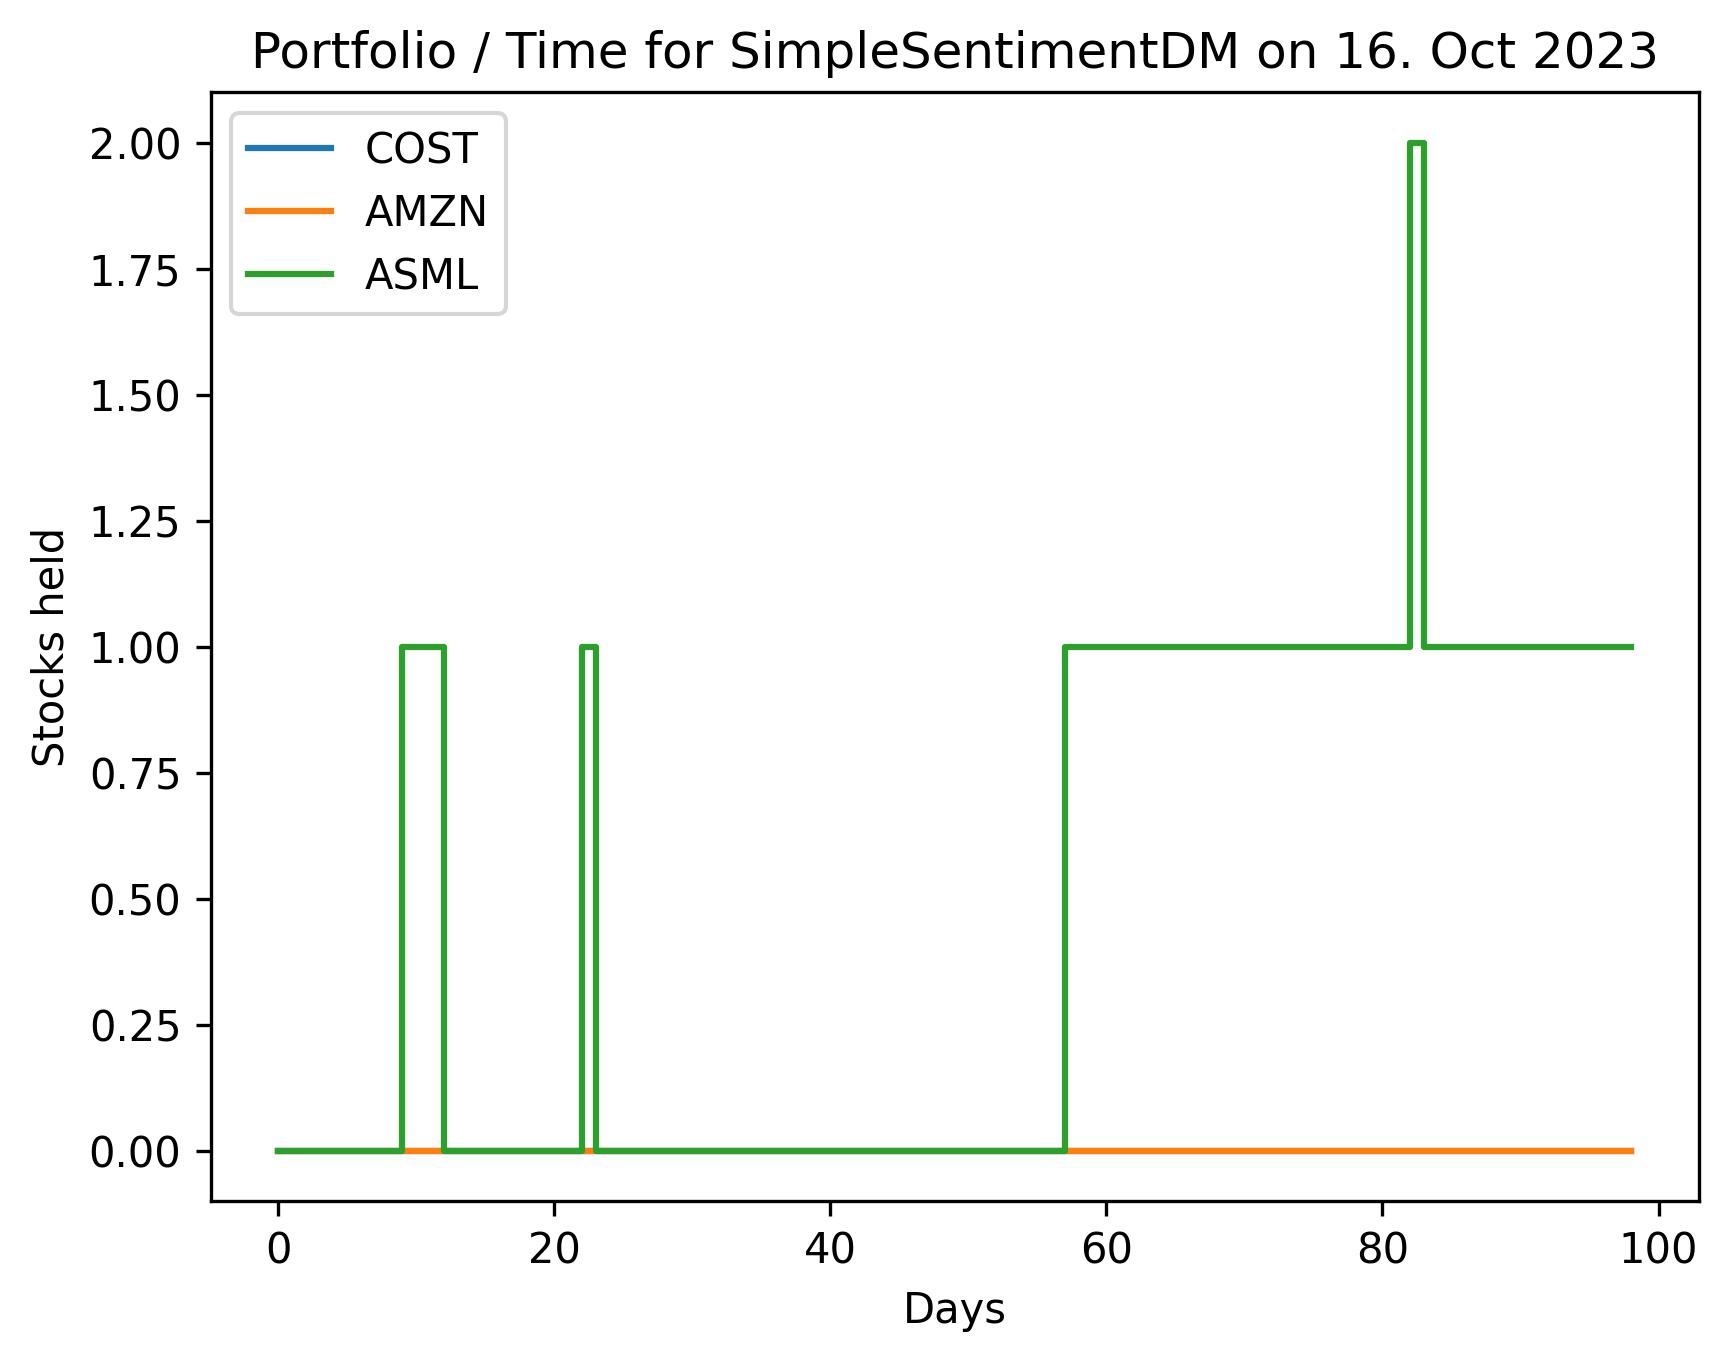 Portfolio / Time for SimpleSentimentDM on 16. Oct 2023
COST
AMZN
ASML
2.00
1.75
1.50
1.25
1.00
0.75
0.50
0.25
0.00
Stocks held
0 20 40 60 80 100
Days